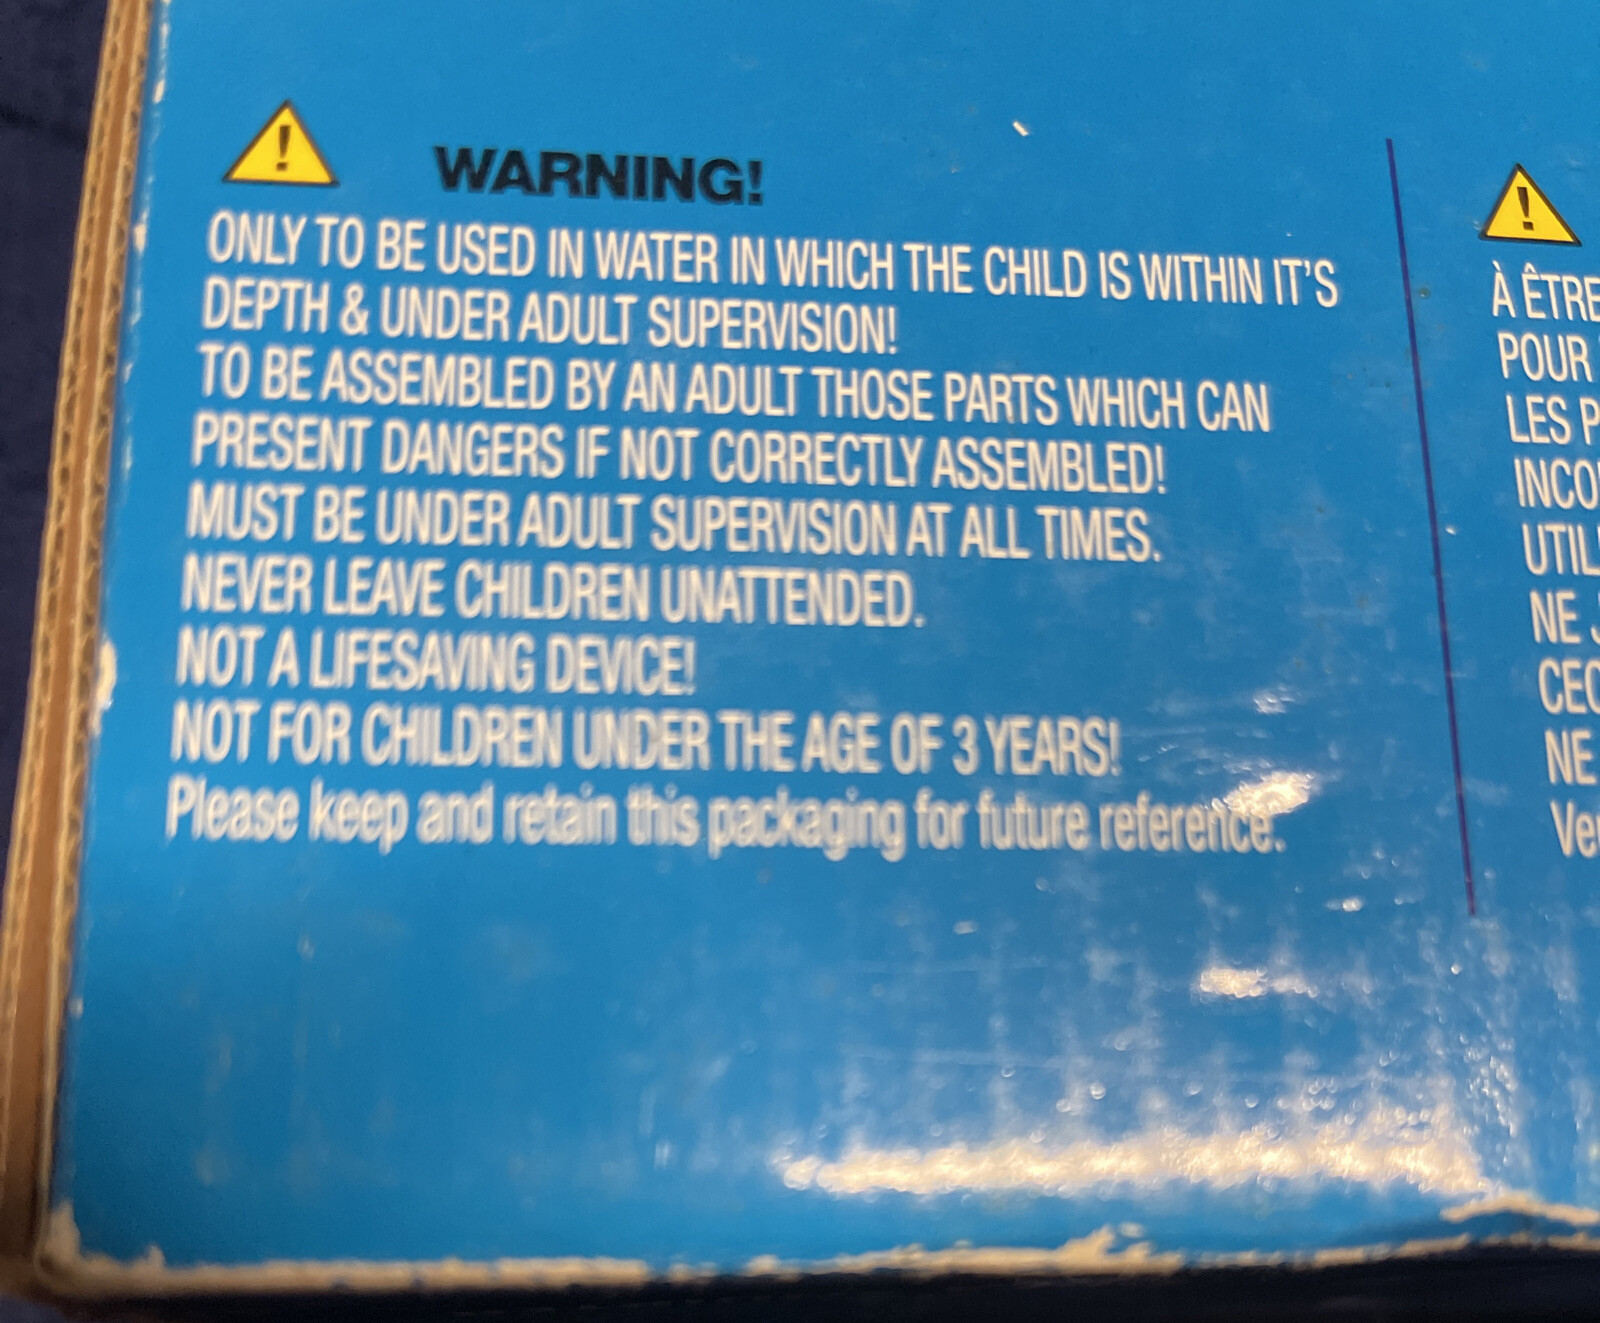 WARNING!
ONLY TO BE USED IN WATER IN WHICH THE CHILD IS WITHIN IT'S
DEPTH & UNDER ADULT SUPERVISION!
TO BE ASSEMBLED BY AN ADULT THOSE PARTS WHICH CAN
PRESENT DANGERS IF NOT CORRECTLY ASSEMBLED!
MUST BE UNDER ADULT SUPERVISION AT ALL TIMES.
NEVER LEAVE CHILDREN UNATTENDED.
NOT A LIFESAVING DEVICE!
NOT FOR CHILDREN UNDER THE AGE OF 3 YEARS!
Please keep and retain this packaging for future reference.
À ÊTRE
POUR
LES
NE
NE